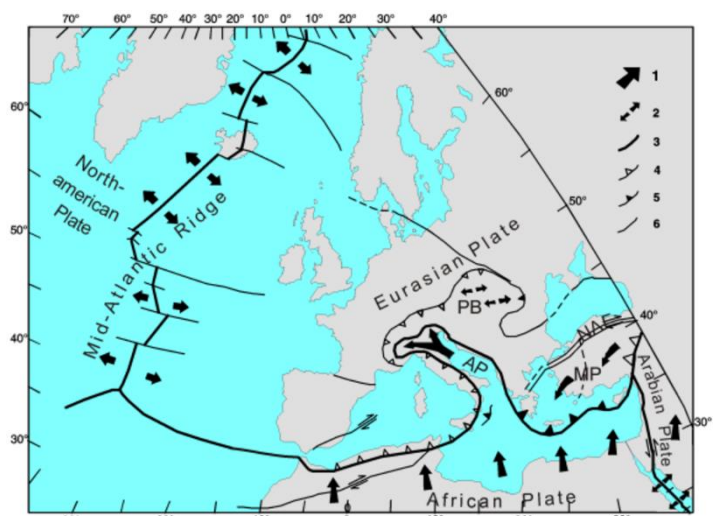 70° 60° 50° 40° 30° 20° 10° 0° 10° 20° 30° 40°
60°
50°
40°
30°
60°
50°
40°
30°
1
2
3
4
5
6
North-
american
Plate
Mid-Atlantic Ridge
Eurasian Plate
PB
NAF
AP
MP
Arabian Plate
African Plate